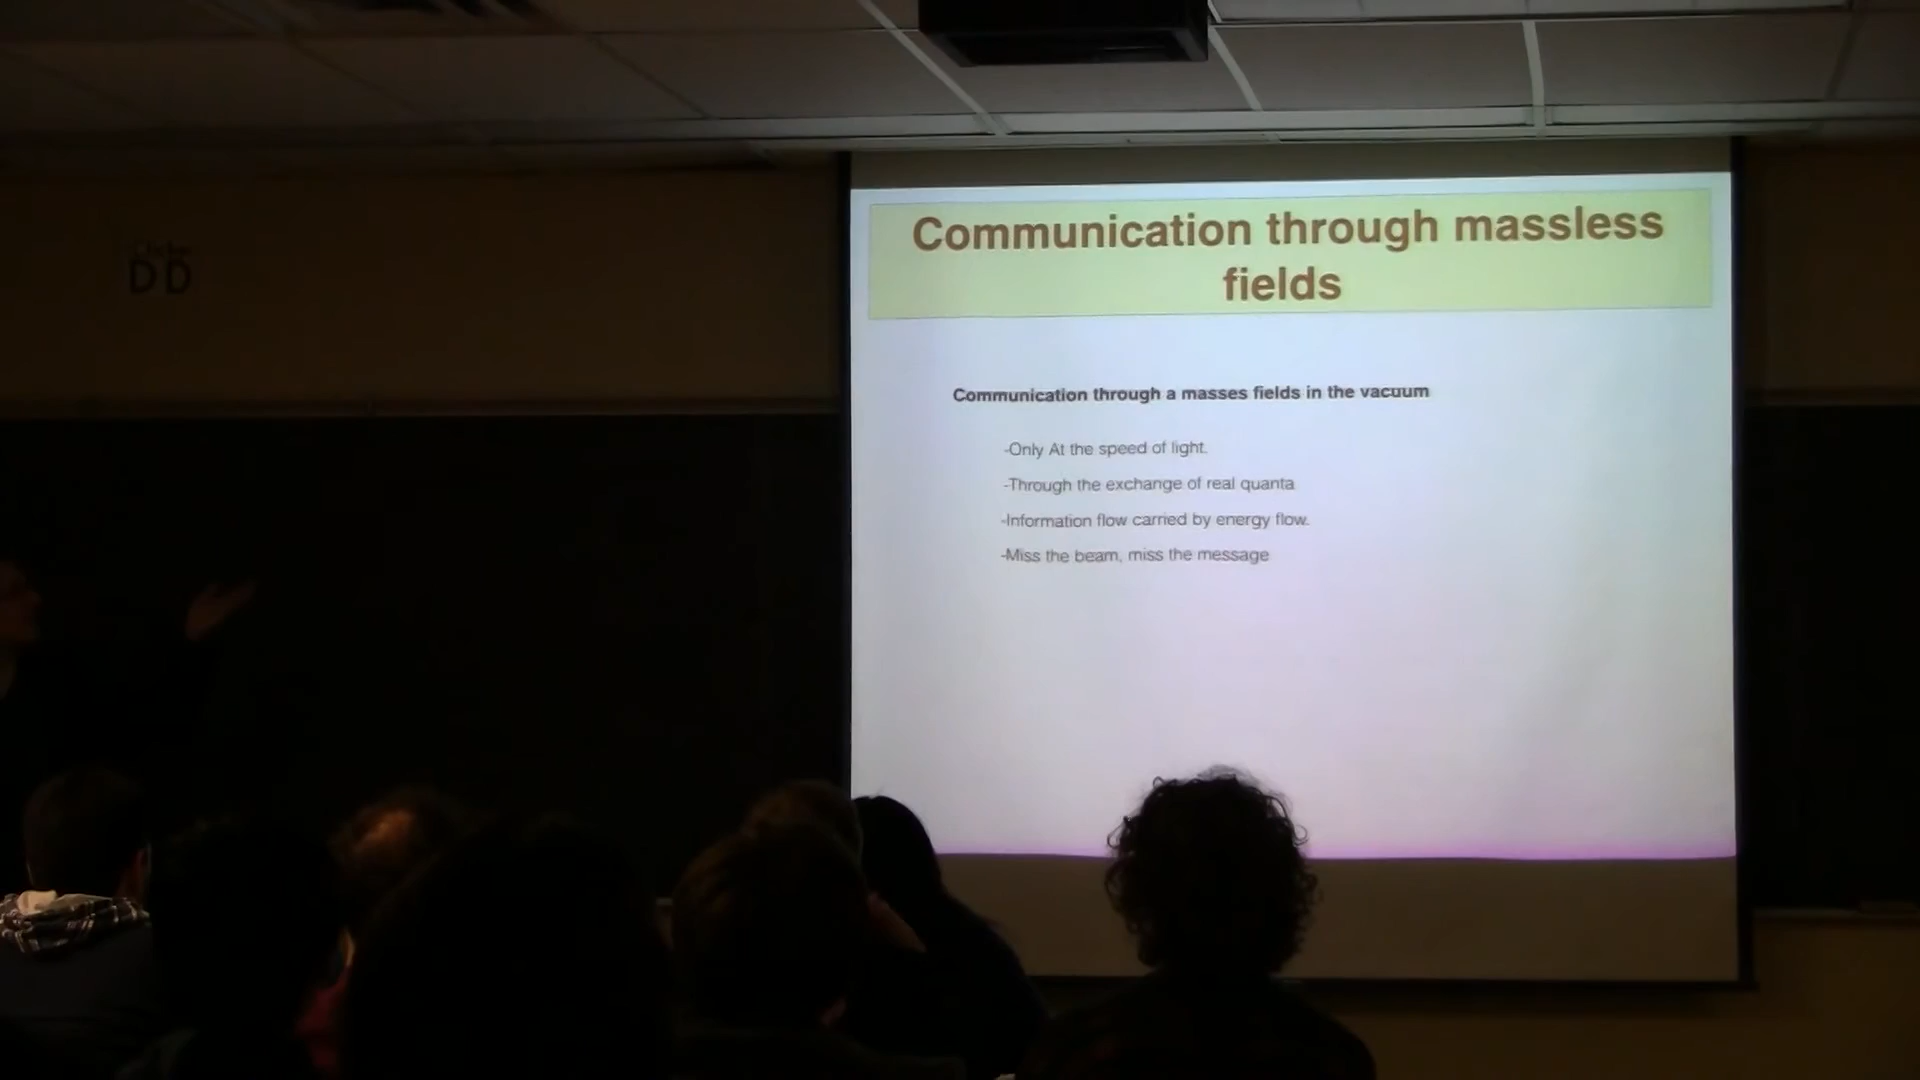 DD
Communication through massless
fields
Communication through a masses fields in the vacuum
-Only At the speed of light.
-Through the exchange of real quanta
-Information flow carried by energy flow.
-Miss the beam, miss the message